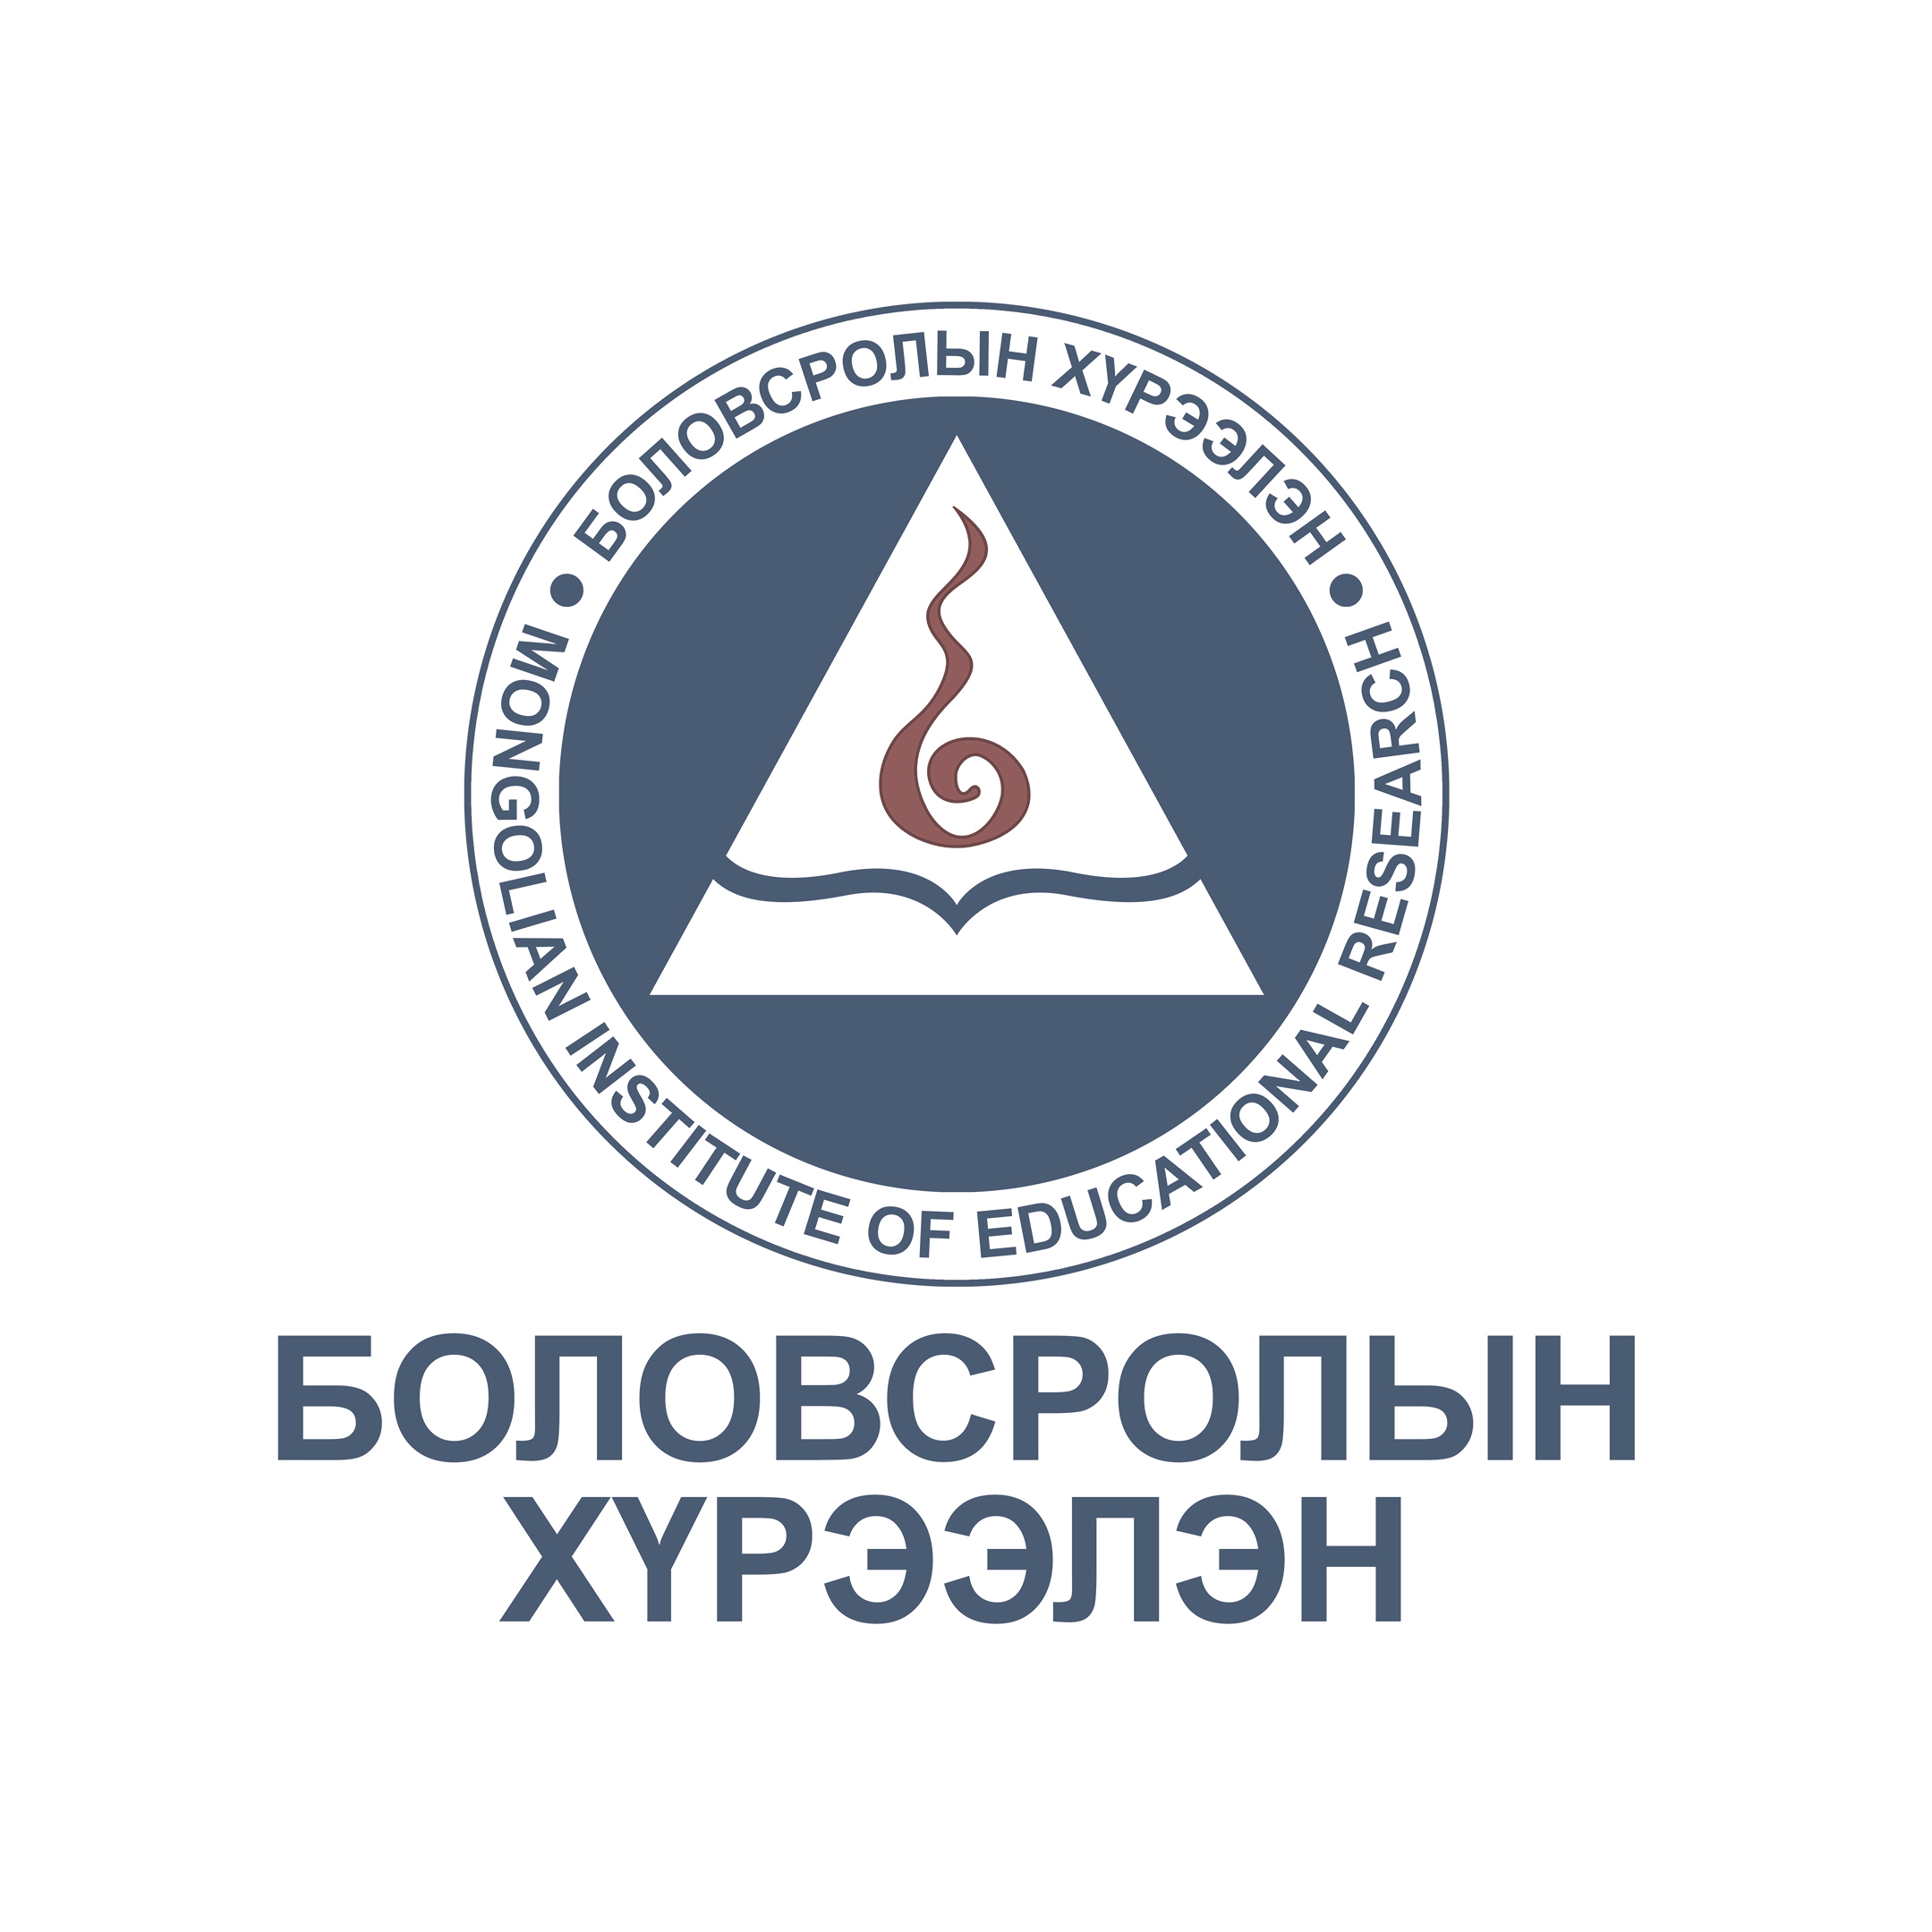 БОЛОВСРОЛЫН ХҮРЭЭЛЭН
MONGOLIAN INSTITUTE OF EDUCATIONAL RESEARCH
БОЛОВСРОЛЫН
ХҮРЭЭЛЭН